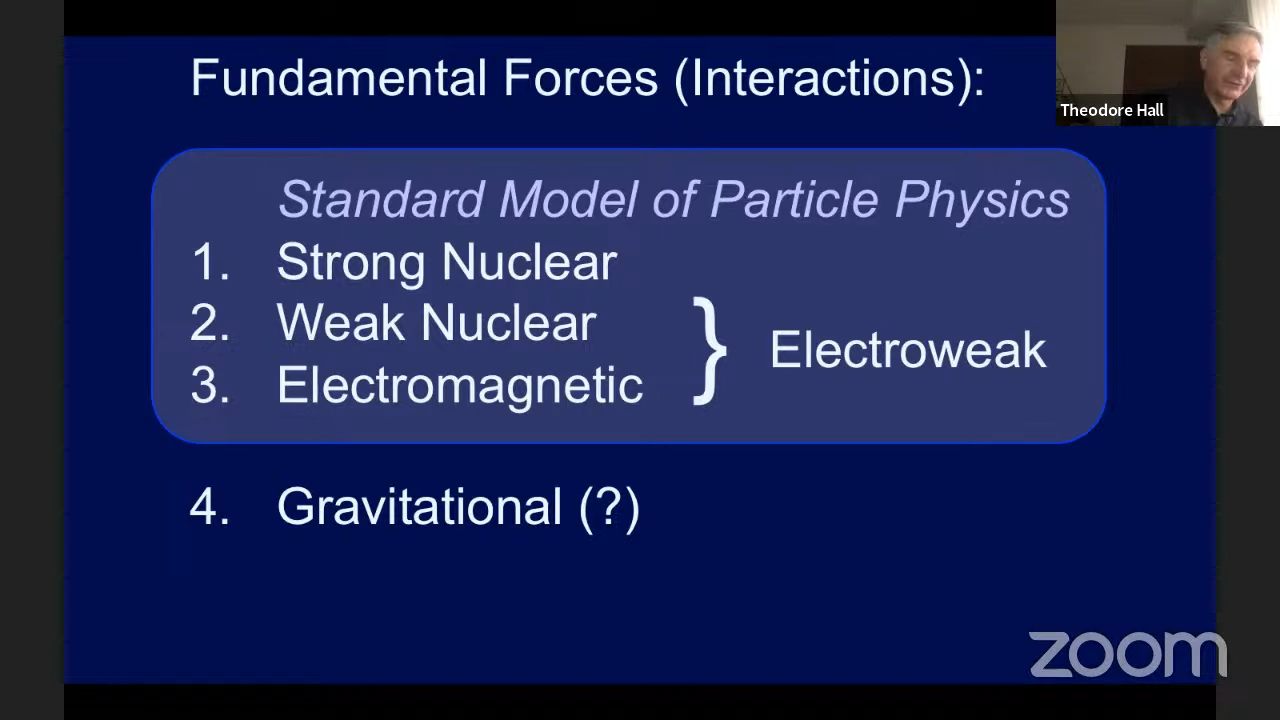 Fundamental Forces (Interactions):
Theodore Hall
Standard Model of Particle Physics
1. Strong Nuclear
2. Weak Nuclear
} Electroweak
3. Electromagnetic
4. Gravitational (?)
zoom